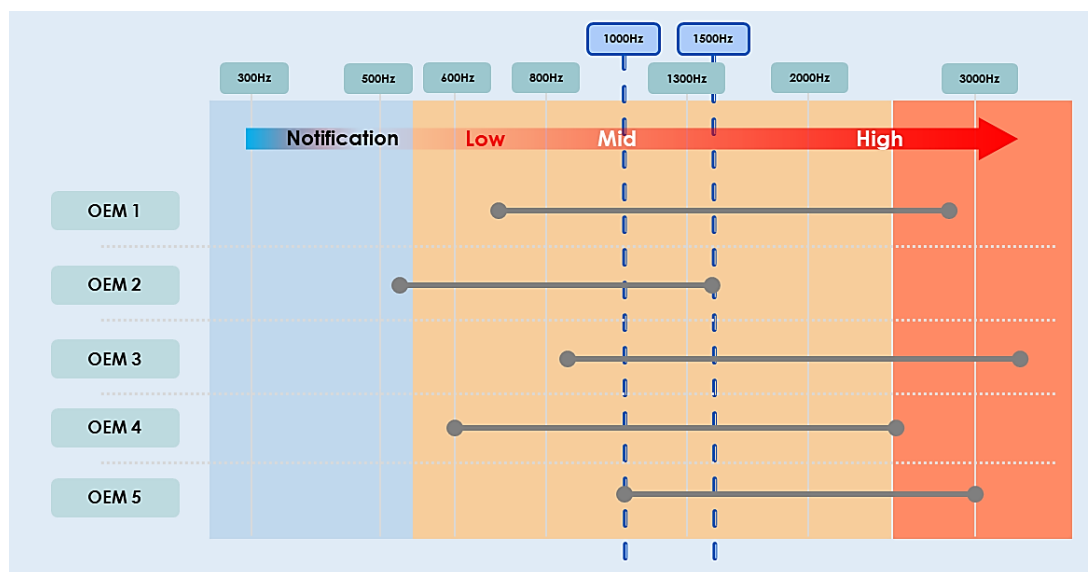 1000Hz 1500Hz
300Hz 500Hz 600Hz 800Hz 1300Hz 2000Hz 3000Hz
Notification Low Mid High
OEM 1
OEM 2
OEM 3
OEM 4
OEM 5